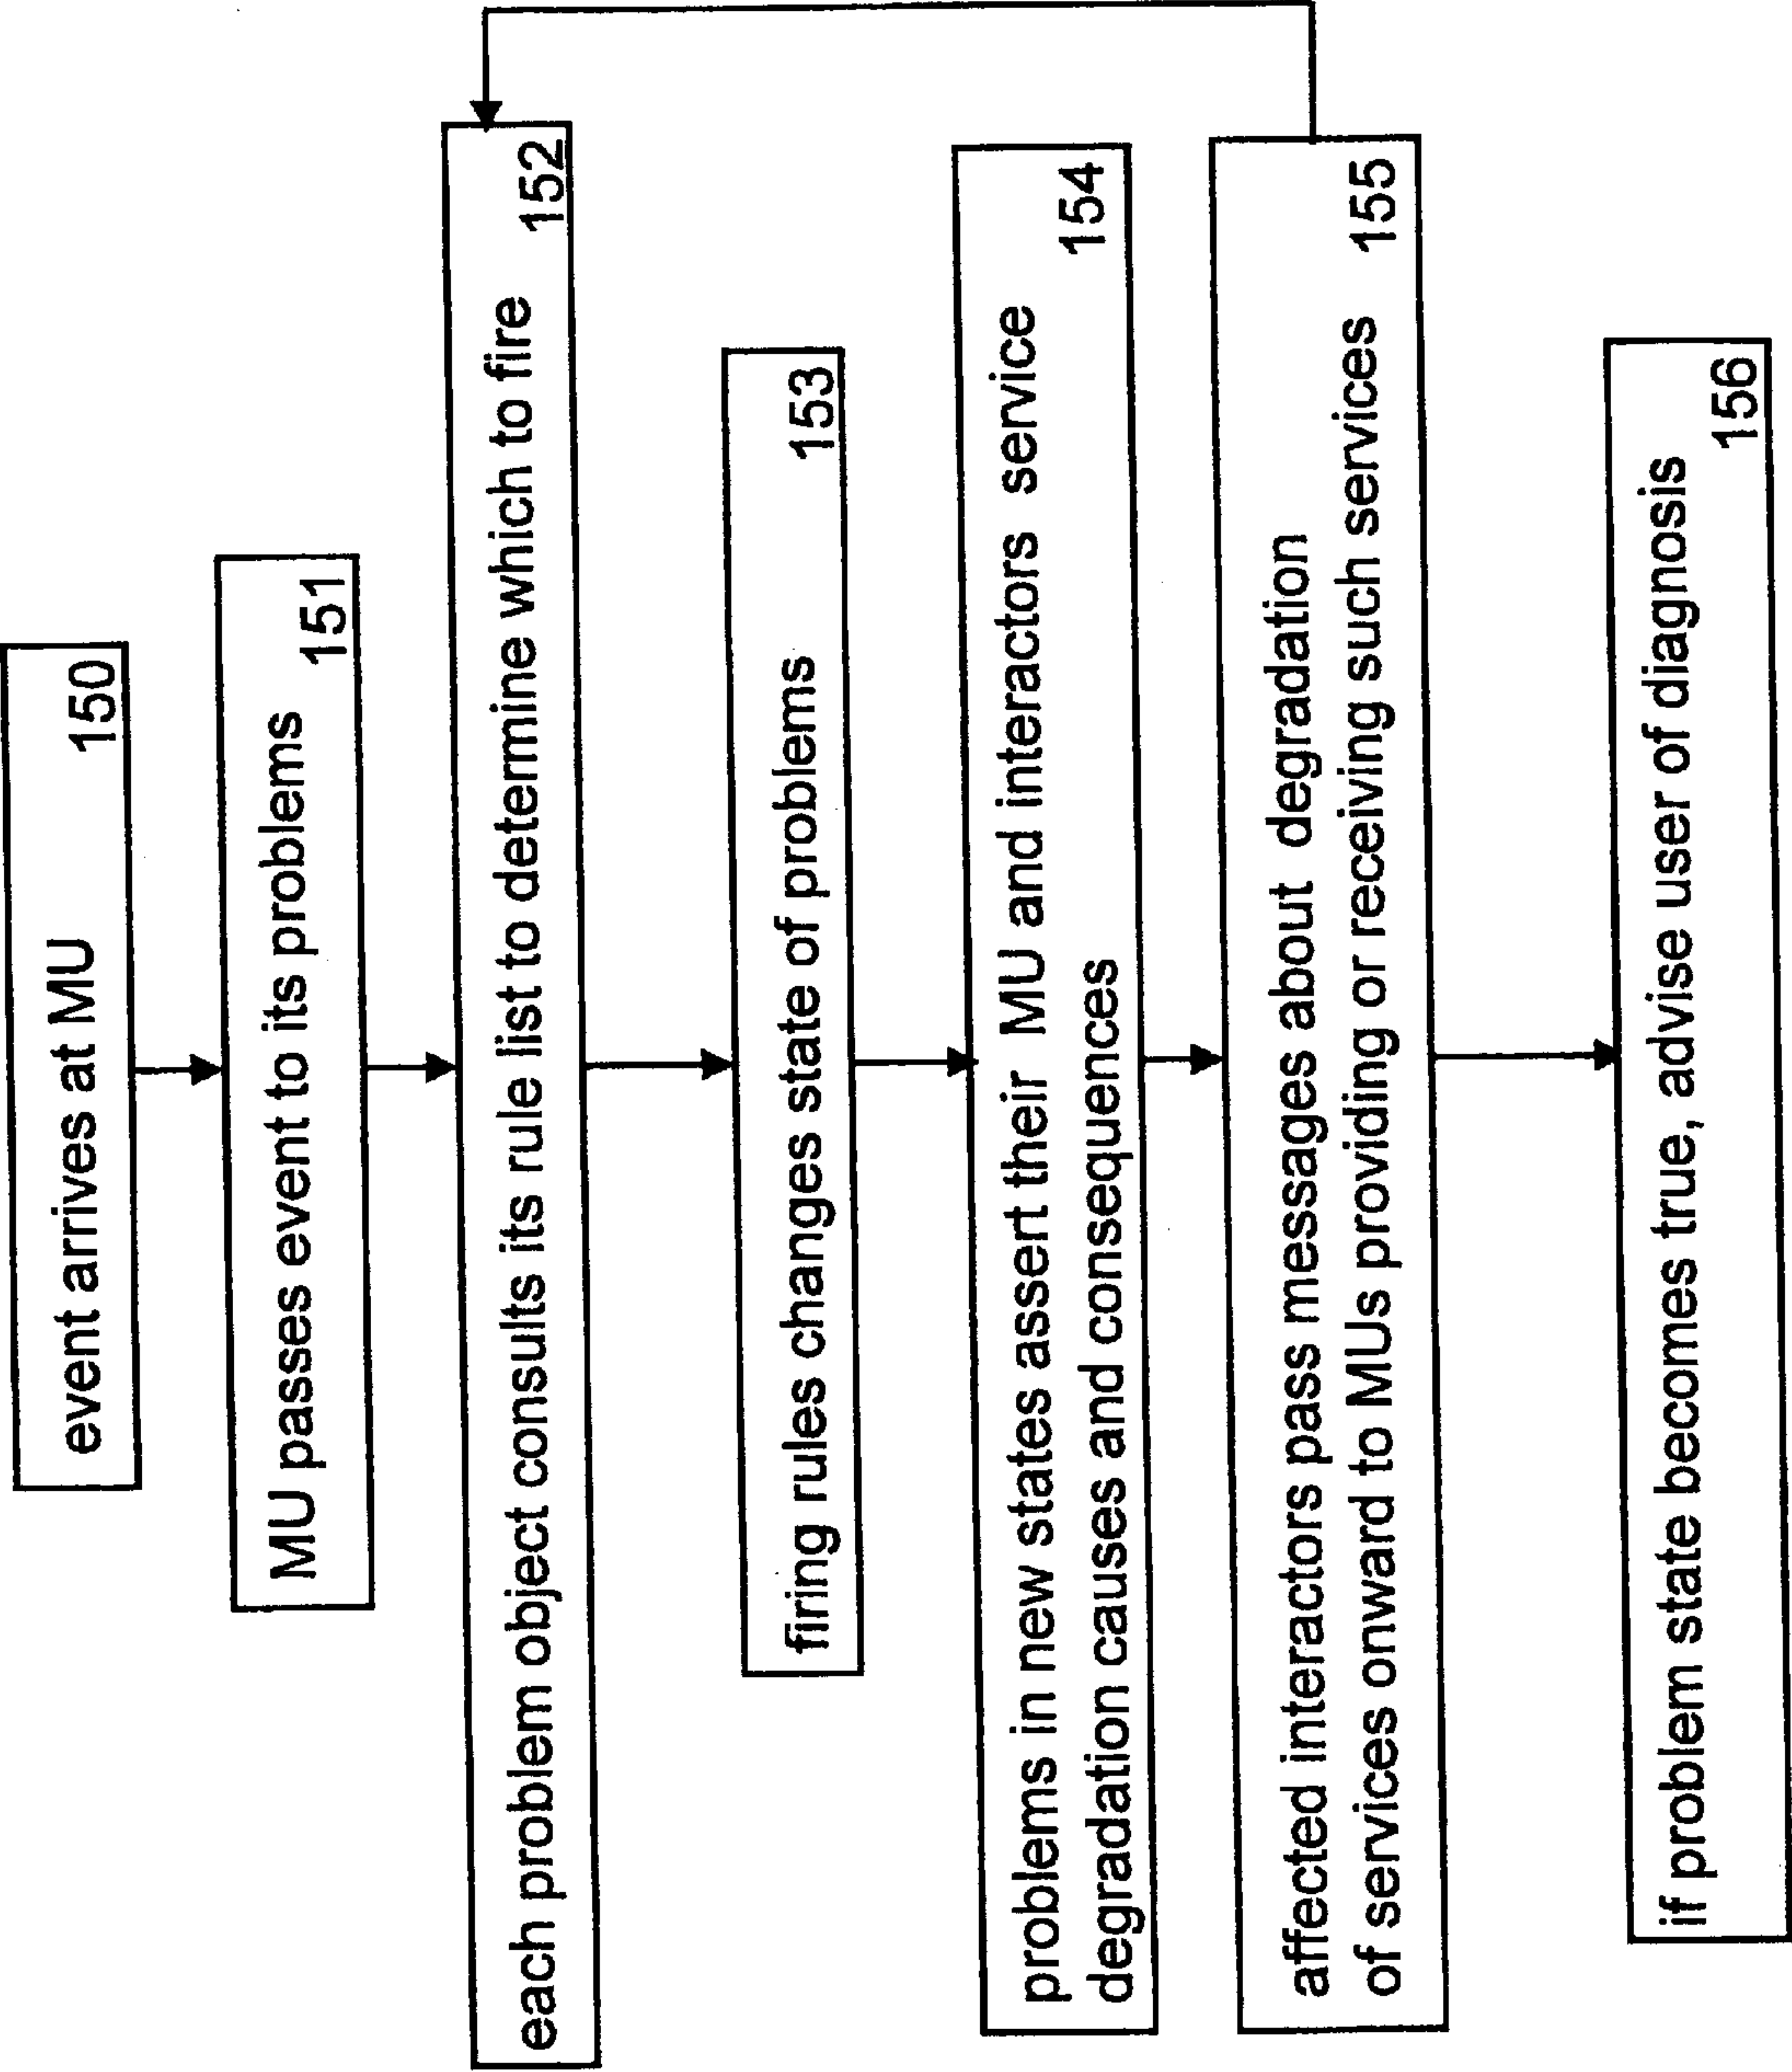 event arrives at MU 150
MU passes event to its problems
151
each problem object consults its rule list to determine which to fire
152
firing rules changes state of problems
153
problems in new states assert their MU and interactors service
degradation causes and consequences 154
affected interactors pass messages about degradation
of services onward to MUs providing or receiving such services 155
if problem state becomes true, advise user of diagnosis
156